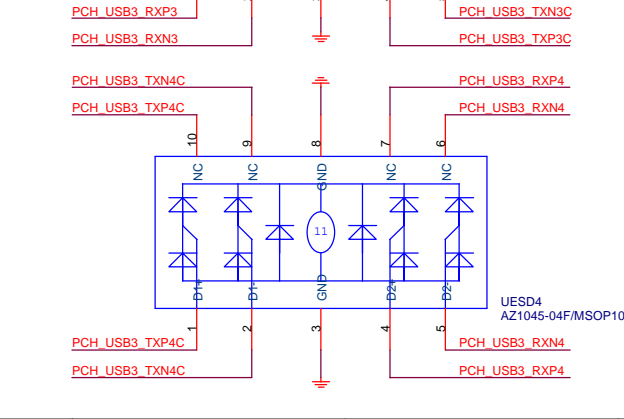 PCH_USB3_RXP3 PCH_USB3_TXN3C
PCH_USB3_RXN3 PCH_USB3_TXP3C
PCH_USB3_TXN4C PCH_USB3_RXP4
PCH_USB3_TXP4C PCH_USB3_RXN4
10 9 8 7 6
NC NC GND NC NC
11
D1+ D1- GND D2+ D2-
UESD4
AZ1045-04F/MSOP10
1 2 3 4 5
PCH_USB3_TXP4C PCH_USB3_RXN4
PCH_USB3_TXN4C PCH_USB3_RXP4